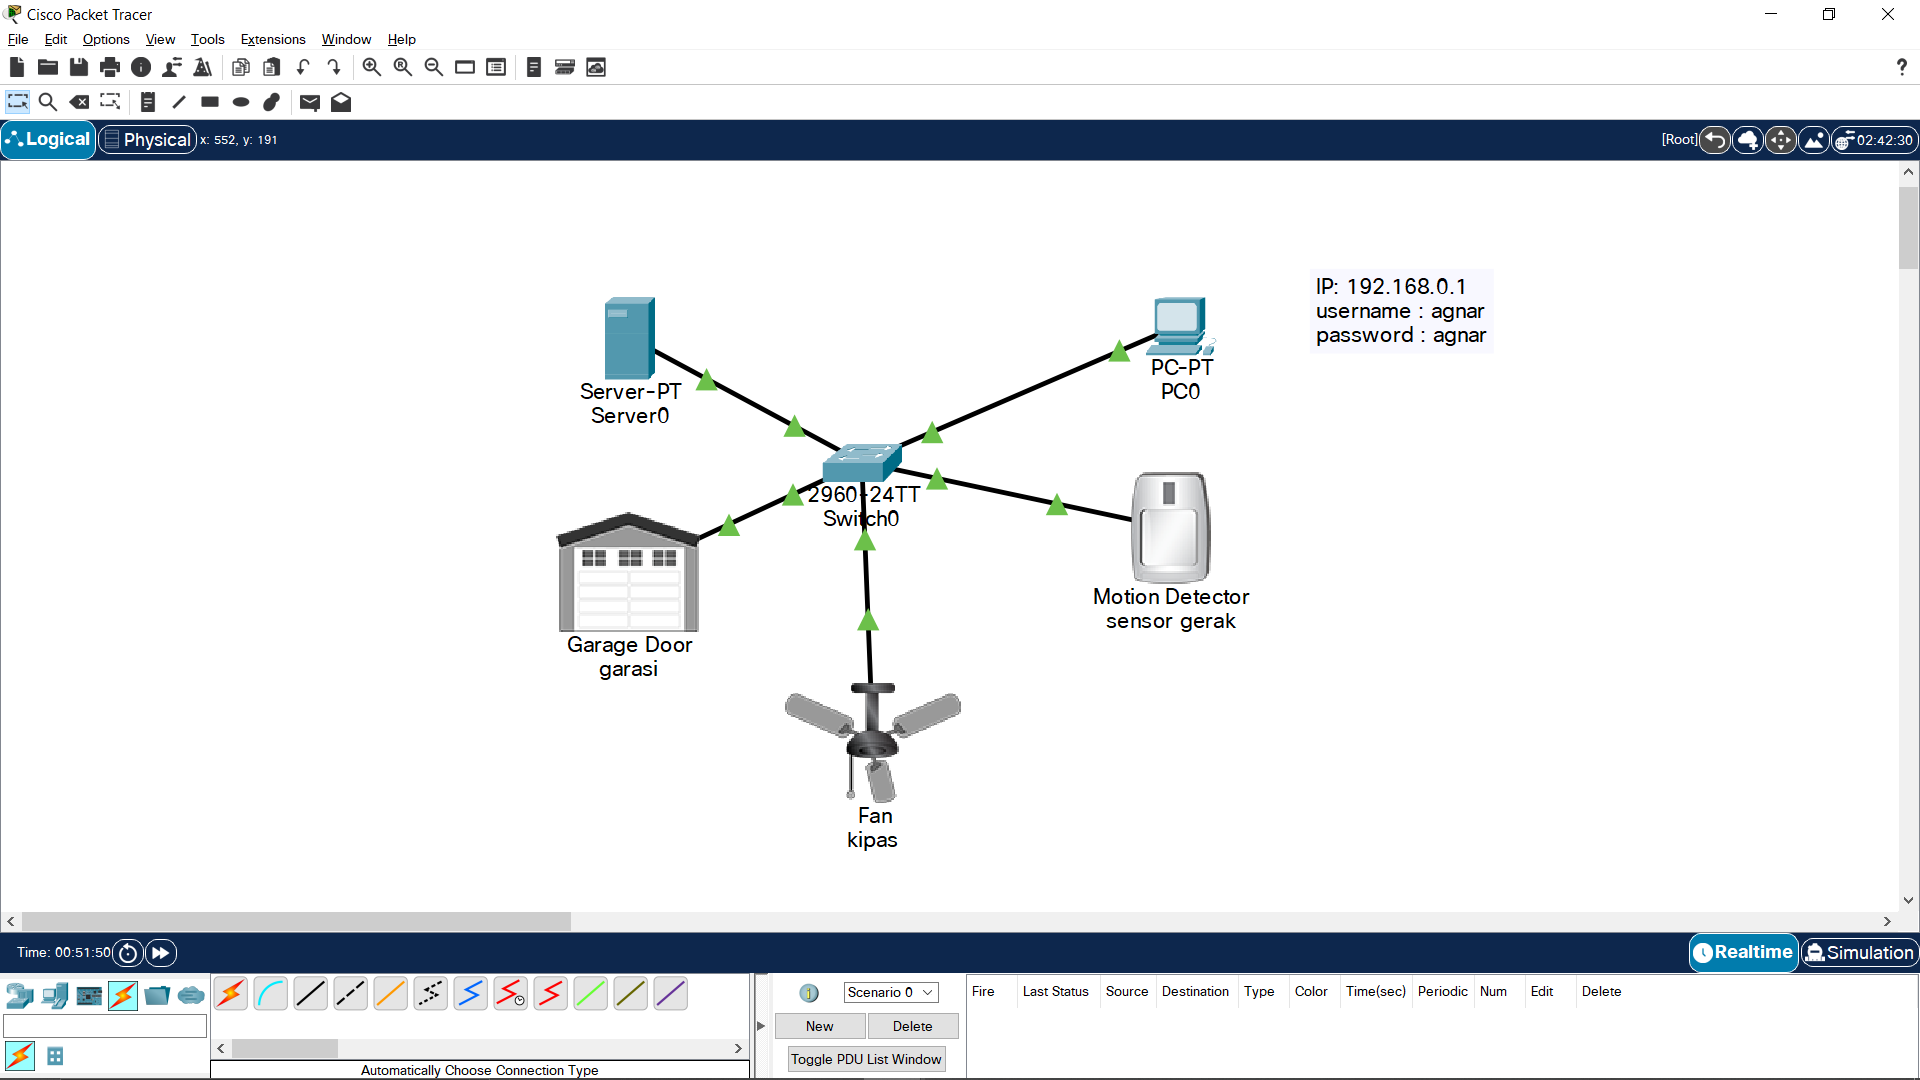 Cisco Packet Tracer
File Edit Options View Tools Extensions Window Help
?
Logical Physical x: 552, y: 191 [Root] 02:42:30
IP: 192.168.0.1
username : agnar
password : agnar
Server-PT
Server0
PC-PT
PC0
2960-24TT
Switch0
Garage Door
garasi
Motion Detector
sensor gerak
Fan
kipas
Time: 00:51:50 Realtime Simulation
Scenario 0
New Delete
Toggle PDU List Window
Fire Last Status Source Destination Type Color Time(sec) Periodic Num Edit Delete
Automatically Choose Connection Type